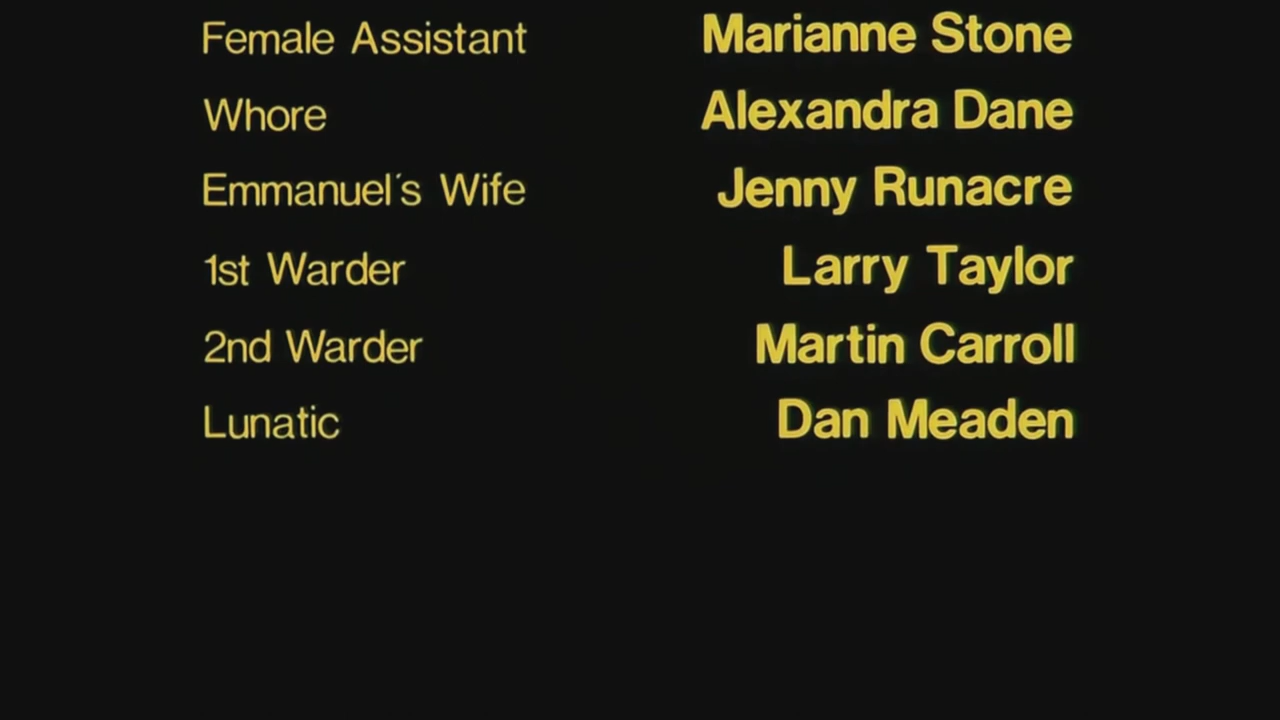 Female Assistant Marianne Stone
Whore Alexandra Dane
Emmanuel´s Wife Jenny Runacre
1st Warder Larry Taylor
2nd Warder Martin Carroll
Lunatic Dan Meaden